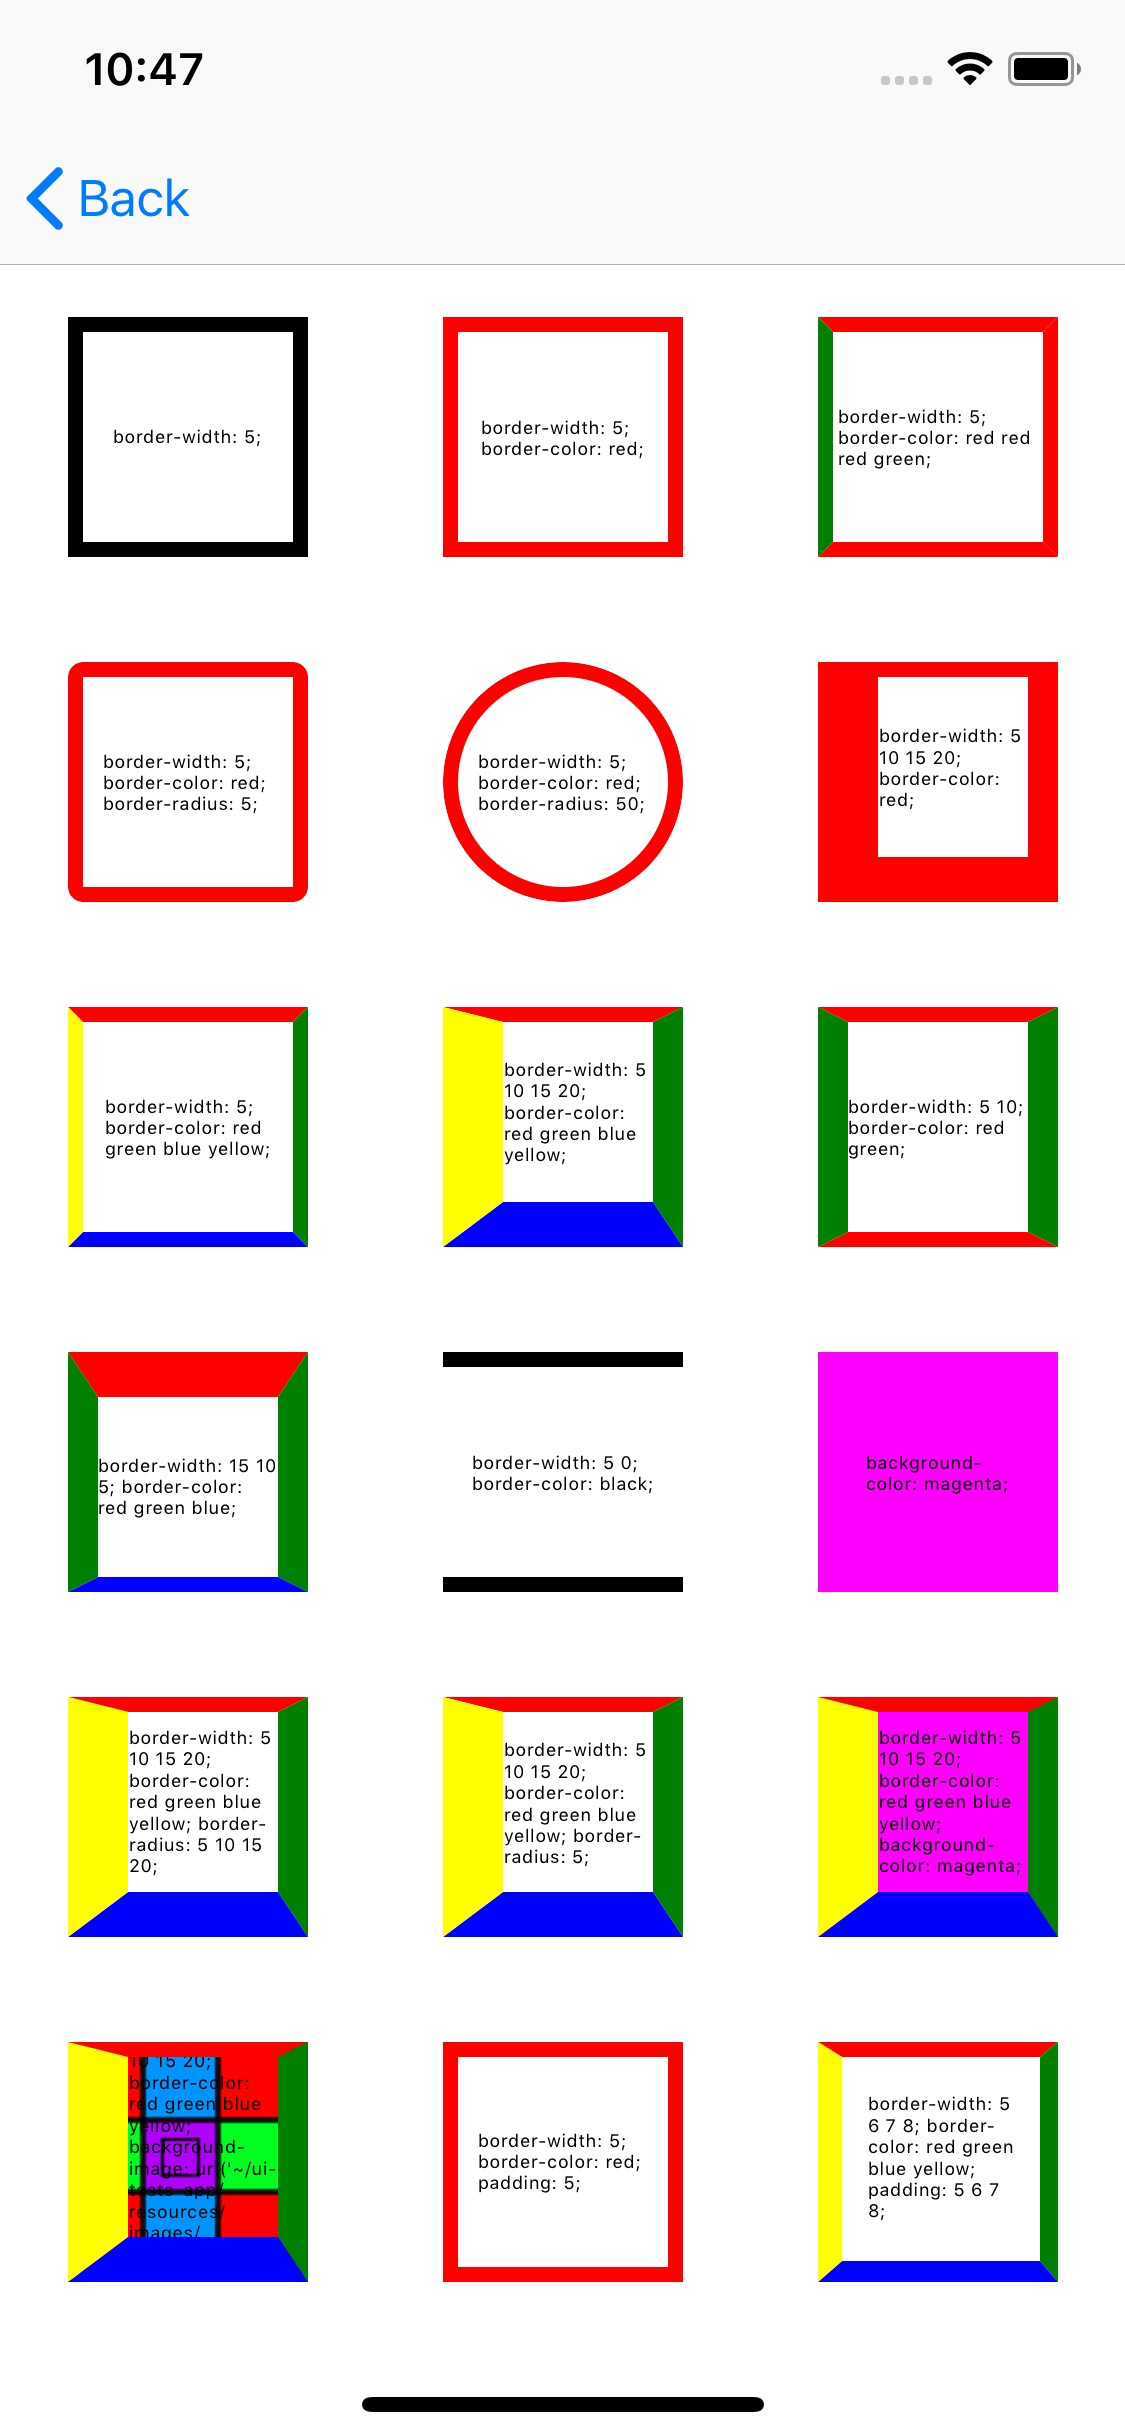 10:47
Back
border-width: 5;
border-width: 5;
border-color: red;
border-width: 5;
border-color: red red
red green;
border-width: 5;
border-color: red;
border-radius: 5;
border-width: 5;
border-color: red;
border-radius: 50;
border-width: 5
10 15 20;
border-color:
red;
border-width: 5;
border-color: red
green blue yellow;
border-width: 5
10 15 20;
border-color:
red green blue
yellow;
border-width: 5 10;
border-color: red
green;
border-width: 15 10
5; border-color:
red green blue;
border-width: 5 0;
border-color: black;
background-
color: magenta;
border-width: 5
10 15 20;
border-color:
red green blue
yellow; border-
radius: 5 10 15
20;
border-width: 5
10 15 20;
border-color:
red green blue
yellow; border-
radius: 5;
border-width: 5
10 15 20;
border-color:
red green blue
yellow;
background-
color: magenta;
10 15 20;
border-color:
red green blue
yellow;
background-
image: url('~/ui-
tests-app/
resources/
images/
border-width: 5;
border-color: red;
padding: 5;
border-width: 5
6 7 8; border-
color: red green
blue yellow;
padding: 5 6 7
8;